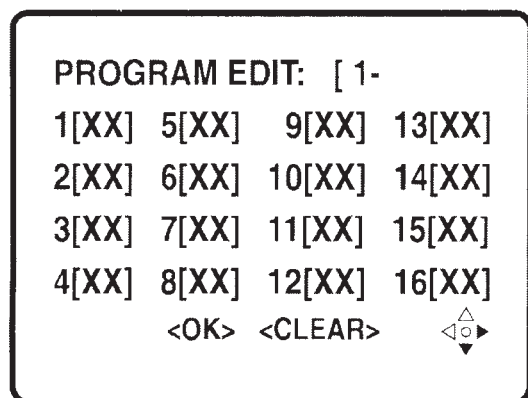 PROGRAM EDIT: [ 1-
1[XX] 5[XX] 9[XX] 13[XX]
2[XX] 6[XX] 10[XX] 14[XX]
3[XX] 7[XX] 11[XX] 15[XX]
4[XX] 8[XX] 12[XX] 16[XX]
<OK> <CLEAR>